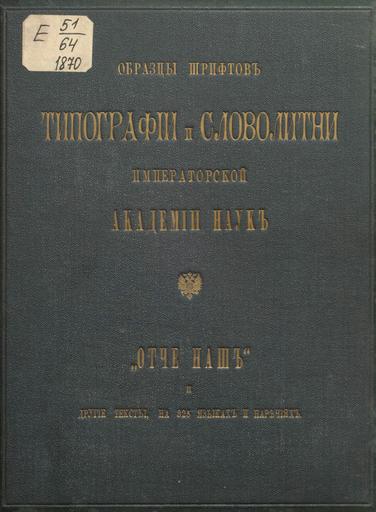 E 51
64
1870
ОБРАЗЦЫ ШРИФТОВЪ
ТИПОГРАФІИ И СЛОВОЛИТНИ
ИМПЕРАТОРСКОЙ
АКАДЕМІИ НАУКЪ
„ОТЧЕ НАШЪ“
И
ДРУГІЕ ТЕКСТЫ, НА 325 ЯЗЫКАХЪ И НАРѢЧІЯХЪ.